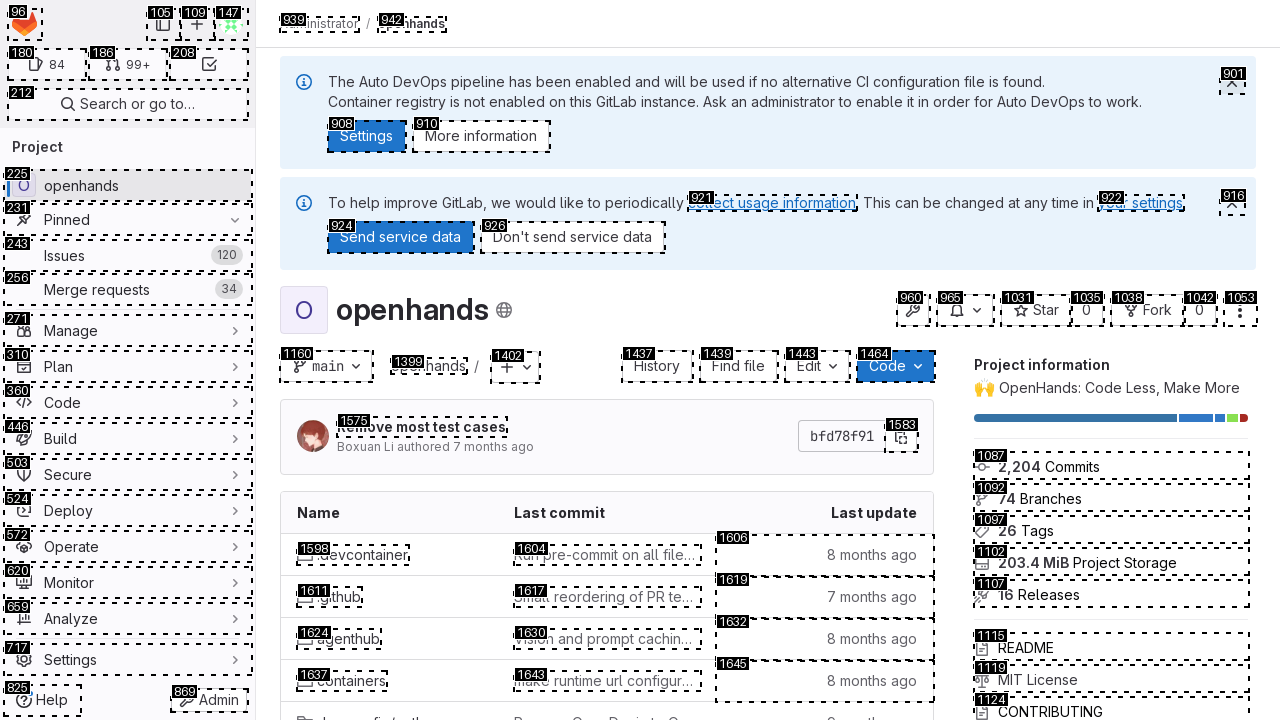 96
105
109
147
180
84
186
99+
208
212
Search or go to…
Project
225
O
openhands
231
Pinned
243
Issues
120
256
Merge requests
34
271
Manage
310
Plan
360
Code
446
Build
503
Secure
524
Deploy
572
Operate
620
Monitor
659
Analyze
717
Settings
825
Help
869
Admin
939
942
/ openhands
901
The Auto DevOps pipeline has been enabled and will be used if no alternative CI configuration file is found.
Container registry is not enabled on this GitLab instance. Ask an administrator to enable it in order for Auto DevOps to work.
908
Settings
910
More information
921
922
916
To help improve GitLab, we would like to periodically collect usage information. This can be changed at any time in your settings.
924
Send service data
926
Don't send service data
O
openhands
960
965
1031
Star
1035
0
1038
Fork
1042
0
1053
1160
main
1399
openhands /
1402
1437
History
1439
Find file
1443
Edit
1464
Code
1575
Remove most test cases
Boxuan Li authored 7 months ago
bfd78f91
1583
Name
Last commit
Last update
1598
.devcontainer
1604
Run pre-commit on all file…
1606
8 months ago
1611
.github
1617
Small reordering of PR te…
1619
7 months ago
1624
agenthub
1630
Vision and prompt cachin…
1632
8 months ago
1637
containers
1643
make runtime url configur…
1645
8 months ago
Project information
🙌 OpenHands: Code Less, Make More
1087
2,204 Commits
1092
74 Branches
1097
26 Tags
1102
203.4 MiB Project Storage
1107
16 Releases
1115
README
1119
MIT License
1124
CONTRIBUTING